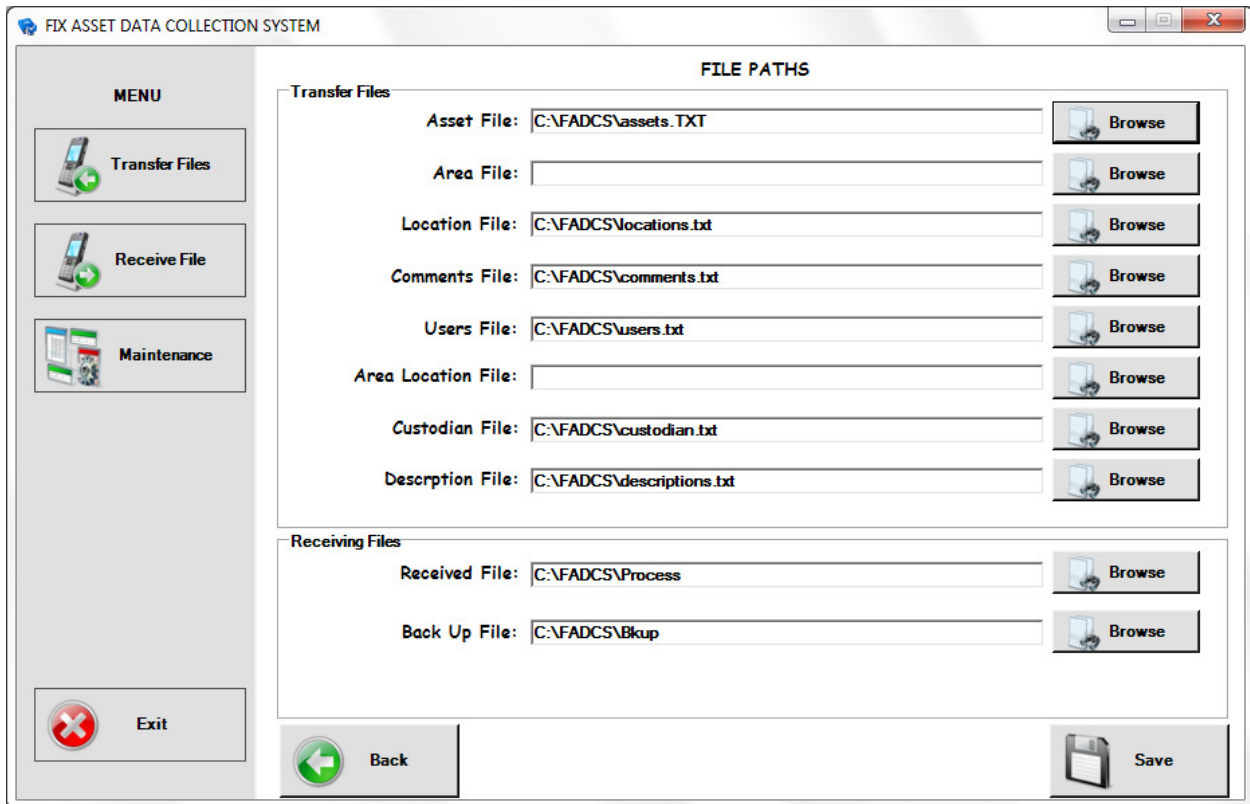 FIX ASSET DATA COLLECTION SYSTEM
MENU
Transfer Files
Receive File
Maintenance
Exit
FILE PATHS
Transfer Files
Asset File: C:\FADCS\assets.TXT Browse
Area File: Browse
Location File: C:\FADCS\locations.txt Browse
Comments File: C:\FADCS\comments.txt Browse
Users File: C:\FADCS\users.txt Browse
Area Location File: Browse
Custodian File: C:\FADCS\custodian.txt Browse
Descrption File: C:\FADCS\descriptions.txt Browse
Receiving Files
Received File: C:\FADCS\Process Browse
Back Up File: C:\FADCS\Bkup Browse
Back
Save